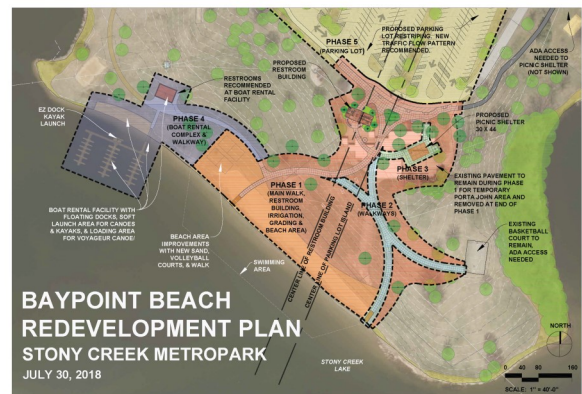 PHASE 5
(PARKING LOT)
PROPOSED PARKING
LOT RESTRIPING. NEW
TRAFFIC FLOW PATTERN
RECOMMENDED.
ADA ACCESS
NEEDED TO
PICNIC SHELTER
(NOT SHOWN)
PROPOSED
RESTROOM
BUILDING
RESTROOMS
RECOMMENDED
AT BOAT RENTAL
FACILITY
EZ DOCK
KAYAK
LAUNCH
PHASE 4
(BOAT RENTAL
COMPLEX &
WALKWAY)
PROPOSED
PICNIC SHELTER
30 X 44
PHASE 3
(SHELTER)
PHASE 1
(MAIN WALK,
RESTROOM
BUILDING,
IRRIGATION,
GRADING &
BEACH AREA)
PHASE 2
(WALKWAYS)
EXISTING PAVEMENT TO
REMAIN DURING PHASE
1 FOR TEMPORARY
PORTA JOHN AREA AND
REMOVED AT END OF
PHASE 1
BOAT RENTAL FACILITY WITH
FLOATING DOCKS, SOFT
LAUNCH AREA FOR CANOES
& KAYAKS, & LOADING AREA
FOR VOYAGEUR CANOE/
BEACH AREA
IMPROVEMENTS
WITH NEW SAND,
VOLLEYBALL
COURTS, & WALK
SWIMMING
AREA
CENTER LINE OF RESTROOM BUILDING
CENTER LINE OF PARKING LOT ISLAND
EXISTING
BASKETBALL
COURT TO
REMAIN,
ADA ACCESS
NEEDED
BAYPOINT BEACH
REDEVELOPMENT PLAN
STONY CREEK METROPARK
JULY 30, 2018
STONY CREEK
LAKE
NORTH
0 40 80 160
SCALE: 1" = 40'-0"